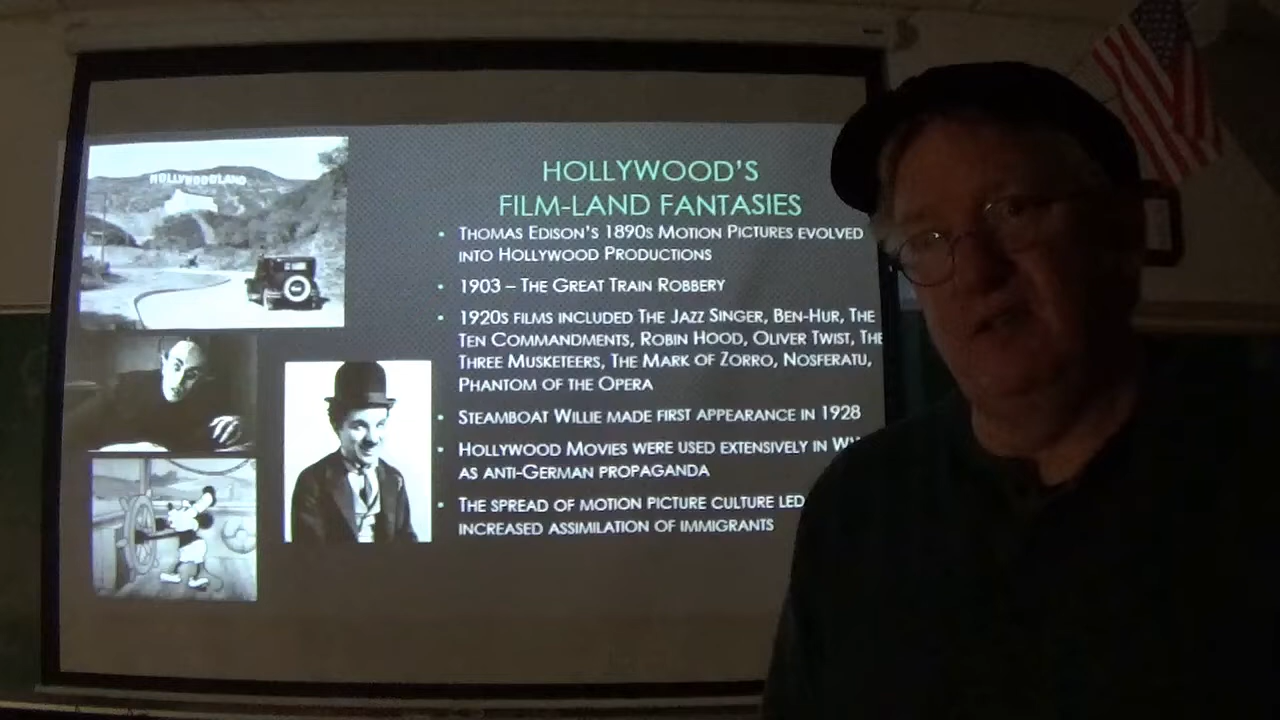 HOLLYWOODLAND
HOLLYWOOD'S
FILM-LAND FANTASIES
• THOMAS EDISON'S 1890S MOTION PICTURES EVOLVED
INTO HOLLYWOOD PRODUCTIONS
• 1903 – THE GREAT TRAIN ROBBERY
• 1920S FILMS INCLUDED THE JAZZ SINGER, BEN-HUR, THE
TEN COMMANDMENTS, ROBIN HOOD, OLIVER TWIST, THE
THREE MUSKETEERS, THE MARK OF ZORRO, NOSFERATU,
PHANTOM OF THE OPERA
• STEAMBOAT WILLIE MADE FIRST APPEARANCE IN 1928
• HOLLYWOOD MOVIES WERE USED EXTENSIVELY IN
AS ANTI-GERMAN PROPAGANDA
• THE SPREAD OF MOTION PICTURE CULTURE LED
INCREASED ASSIMILATION OF IMMIGRANTS